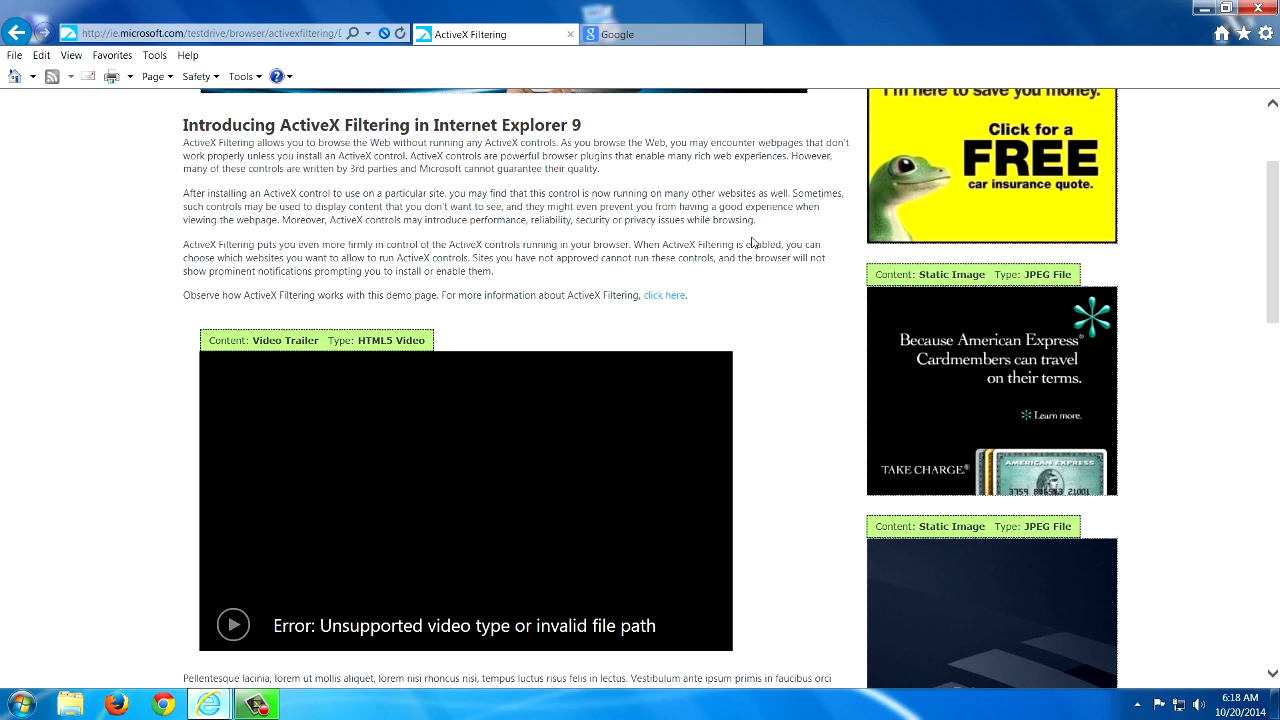 http://ie.microsoft.com/testdrive/browser/activexfiltering/
ActiveX Filtering
Google
File Edit View Favorites Tools Help
Page Safety Tools
I'm here to save you money.
Click for a
FREE
car insurance quote.
Introducing ActiveX Filtering in Internet Explorer 9
ActiveX Filtering allows you to browse the Web without running any ActiveX controls. As you browse the Web, you may encounter webpages that don't
work properly unless you install an ActiveX control. ActiveX controls are powerful browser plugins that enable many rich web experiences. However,
many of these controls are written by 3rd parties and Microsoft cannot guarantee their quality.
After installing an ActiveX control for a particular site, you may find that this control is now running on many other websites as well. Sometimes,
such controls may be used to display content that you don't want to see, and they might even prevent you from having a good experience when
viewing the webpage. Moreover, ActiveX controls may introduce performance, reliability, security or privacy issues while browsing.
ActiveX Filtering puts you even more firmly in control of the ActiveX controls running in your browser. When ActiveX Filtering is enabled, you can
choose which websites you want to allow to run ActiveX controls. Sites you have not approved cannot run these controls, and the browser will not
show prominent notifications prompting you to install or enable them.
Observe how ActiveX Filtering works with this demo page. For more information about ActiveX Filtering, click here.
Content: Static Image Type: JPEG File
Because American Express®
Cardmembers can travel
on their terms.
Learn more.
TAKE CHARGE.®
AMERICAN EXPRESS
Content: Video Trailer Type: HTML5 Video
Error: Unsupported video type or invalid file path
Content: Static Image Type: JPEG File
Pellentesque lacinia, lorem ut mollis aliquet, lorem nisi rhoncus nisi, tempus luctus risus felis in lectus. Vestibulum ante ipsum primis in faucibus orci
6:18 AM
10/20/2014